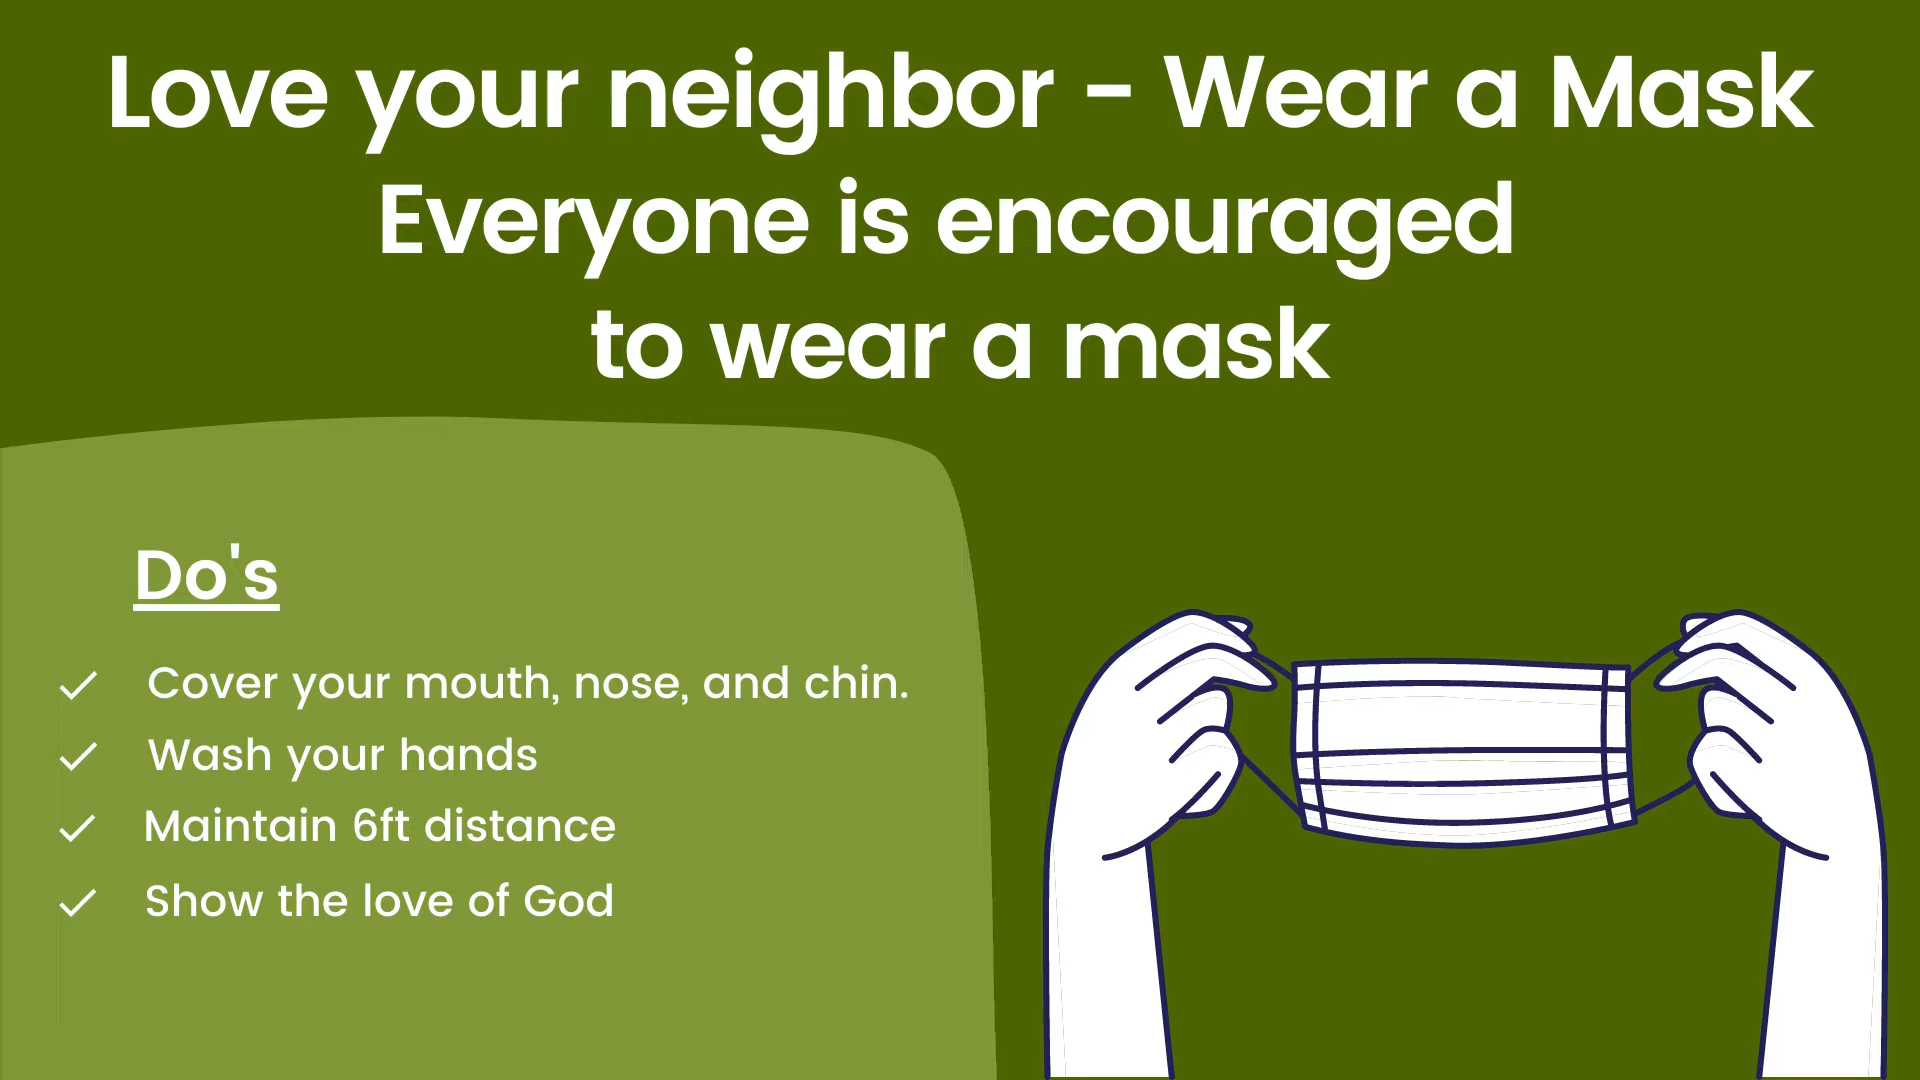 Love your neighbor - Wear a Mask
Everyone is encouraged
to wear a mask
Do's
Cover your mouth, nose, and chin.
Wash your hands
Maintain 6ft distance
Show the love of God